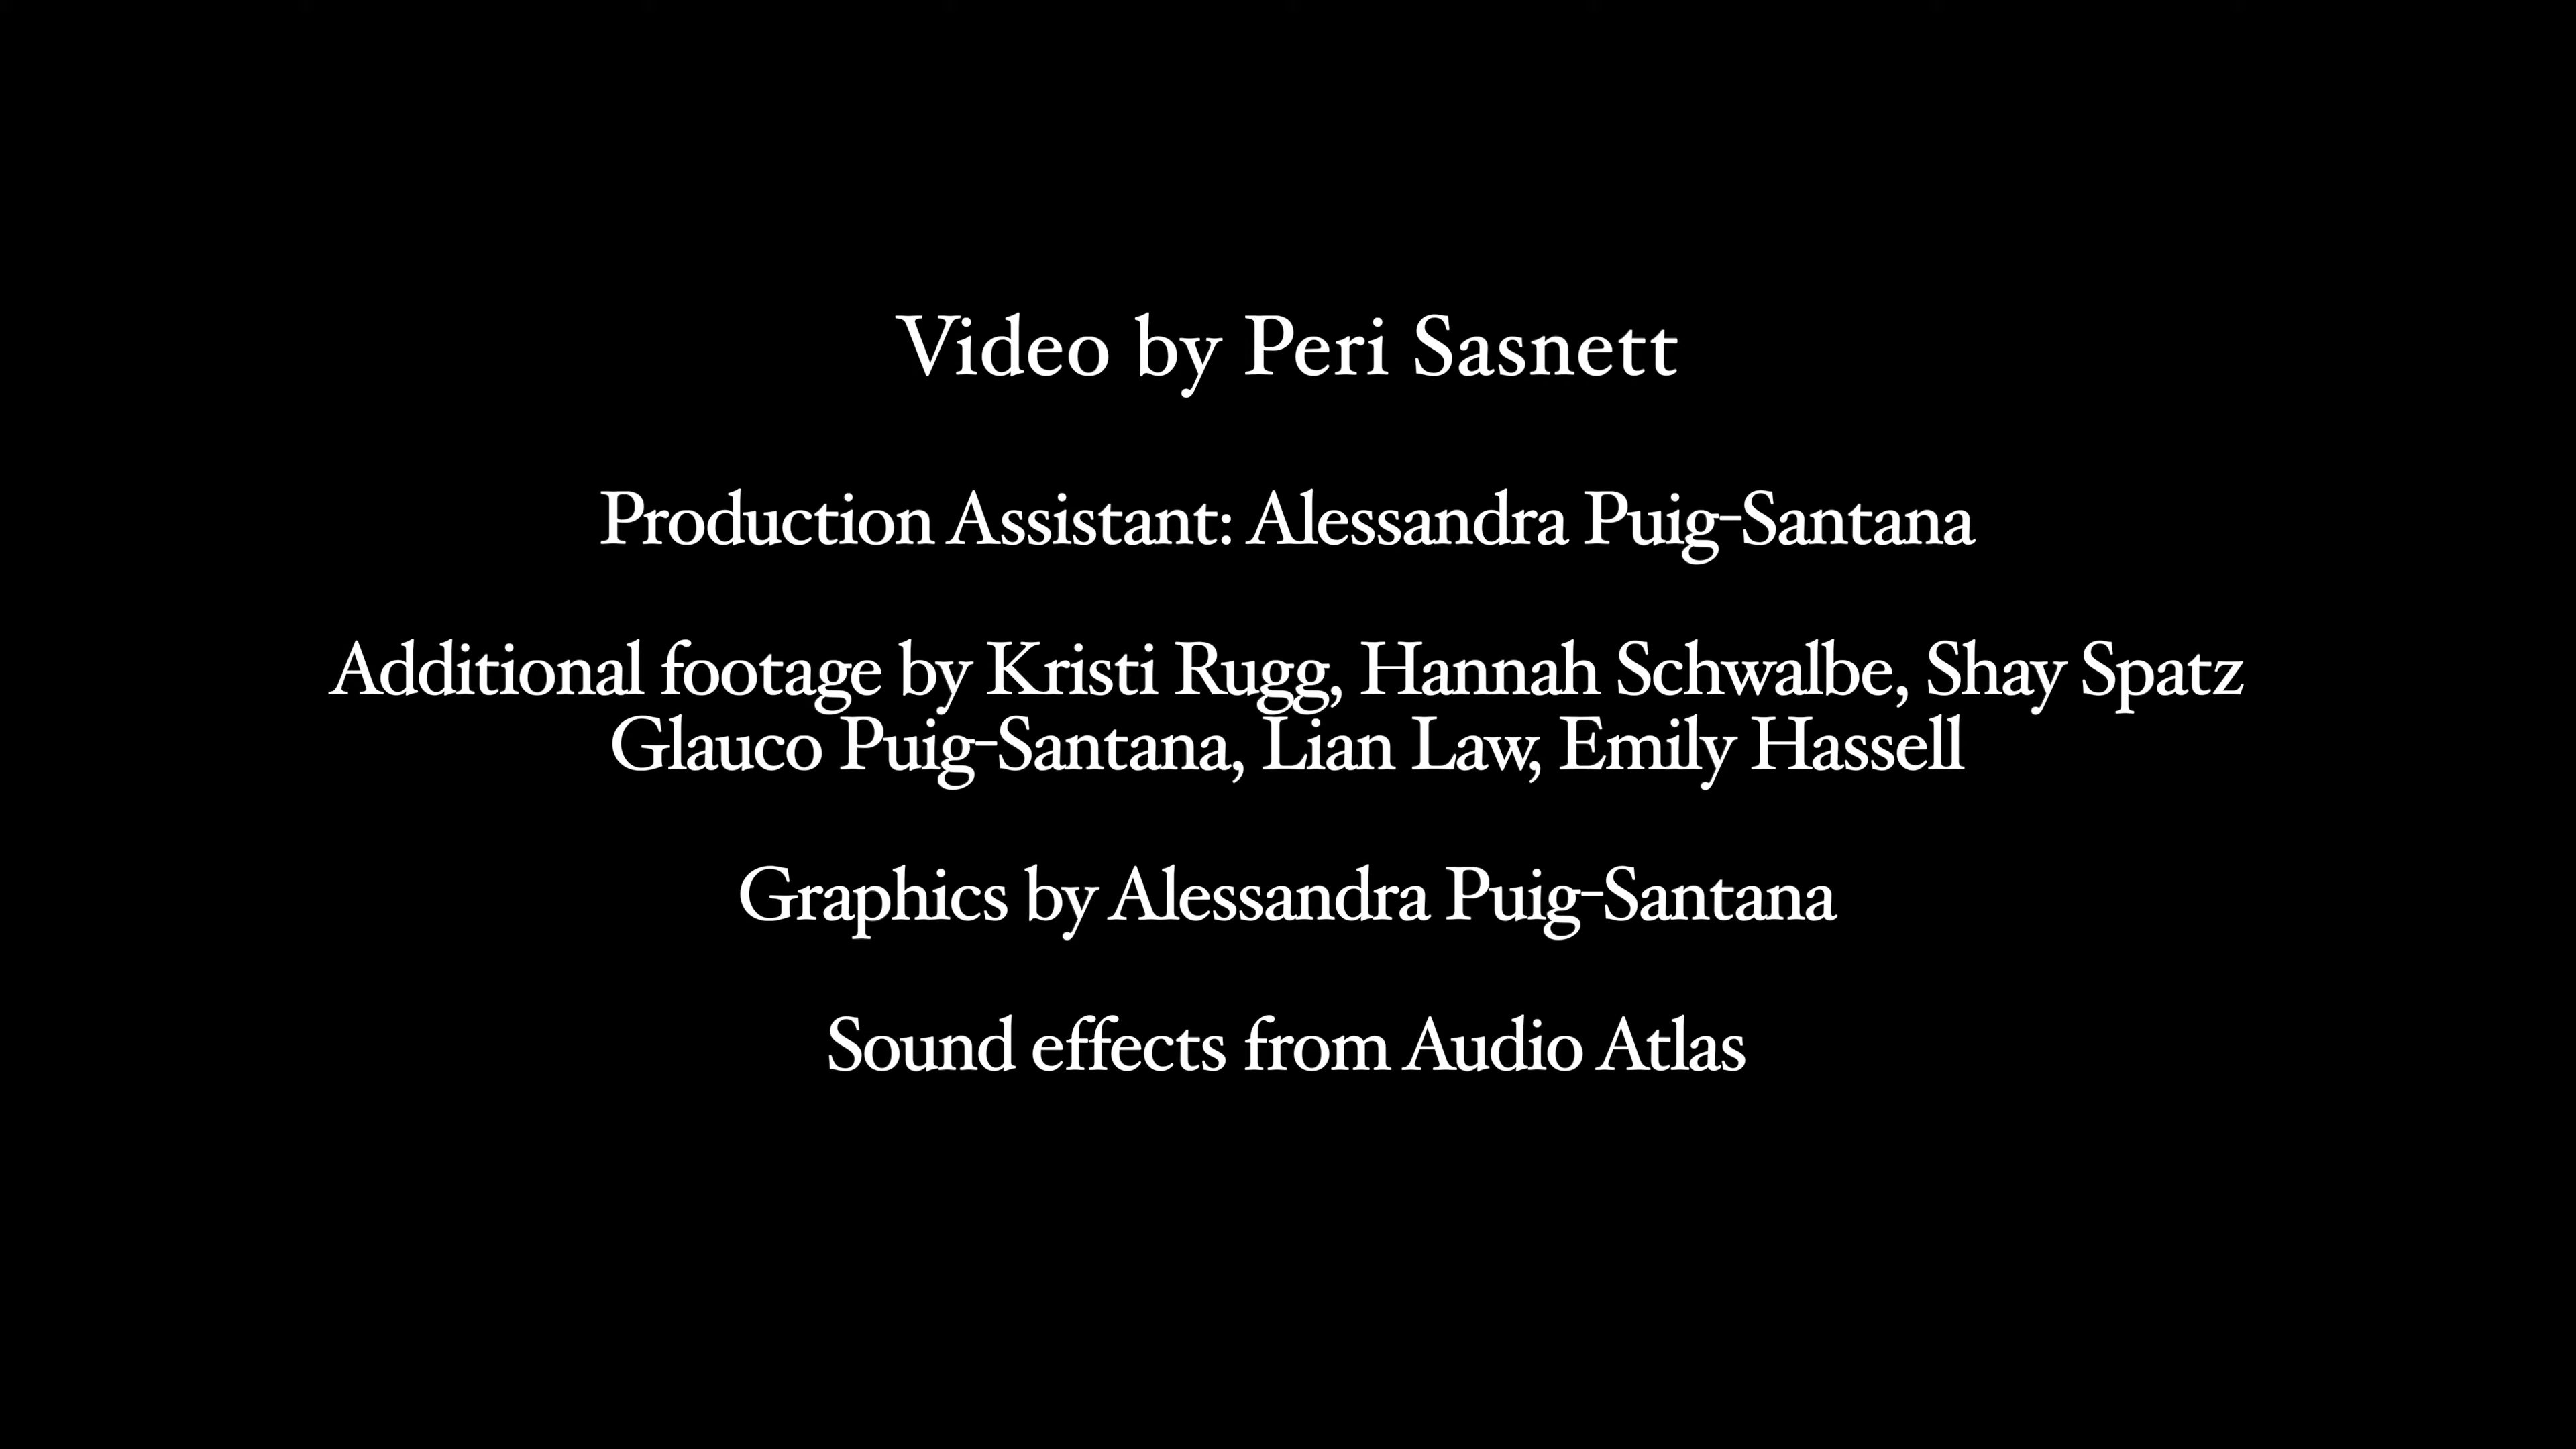 Video by Peri Sasnett
Production Assistant: Alessandra Puig-Santana
Additional footage by Kristi Rugg, Hannah Schwalbe, Shay Spatz
Glauco Puig-Santana, Lian Law, Emily Hassell
Graphics by Alessandra Puig-Santana
Sound effects from Audio Atlas